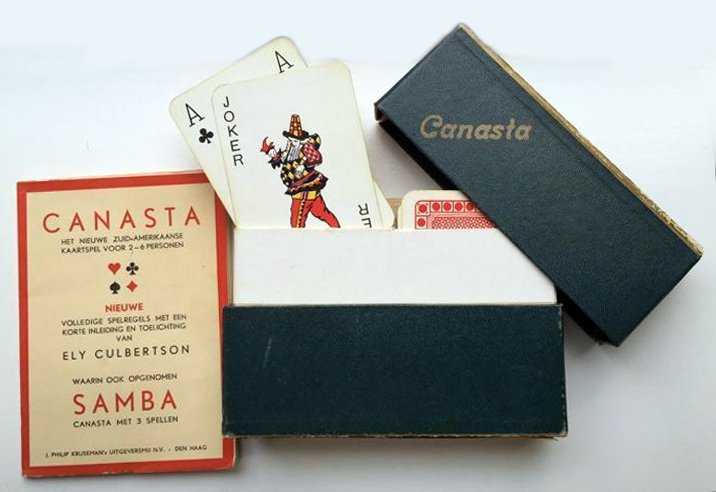 CANASTA
HET NIEUWE ZUID-AMERIKAANSE
KAARTSPEL VOOR 2-6 PERSONEN
NIEUWE
VOLLEDIGE SPELREGELS MET EEN
KORTE INLEIDING EN TOELICHTING
VAN
ELY CULBERTSON
WAARIN OOK OPGENOMEN
SAMBA
CANASTA MET 3 SPELLEN
J. PHILIP KRUSEMAN's UITGEVERSMIJ N.V. - DEN HAAG
A
A
JOKER
ER
Canasta